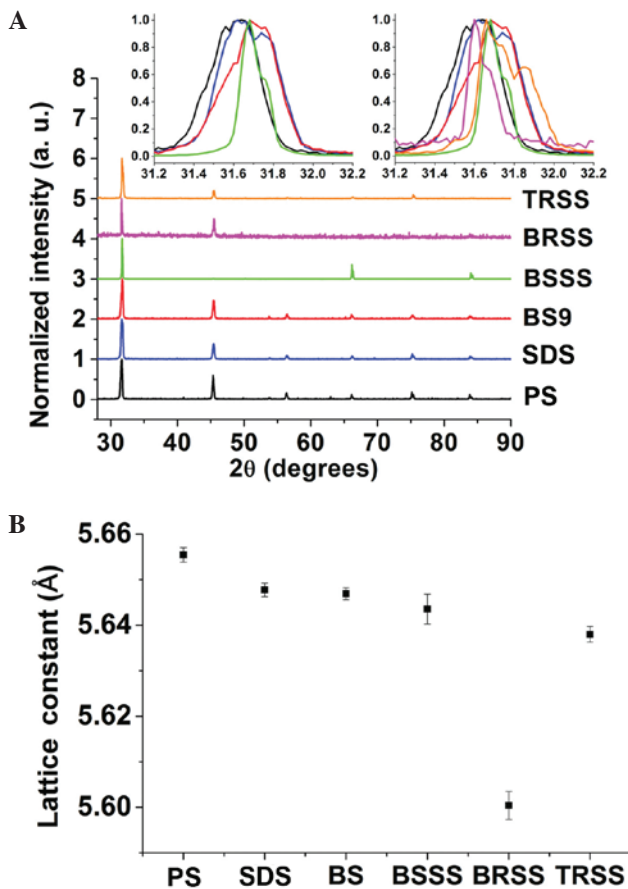 A
1.0
0.8
0.6
0.4
0.2
0.0
31.2 31.4 31.6 31.8 32.0 32.2
1.0
0.8
0.6
0.4
0.2
0.0
31.2 31.4 31.6 31.8 32.0 32.2
Normalized intensity (a. u.)
8
7
6
5
4
3
2
1
0
TRSS
BRSS
BSSS
BS9
SDS
PS
30 40 50 60 70 80 90
2θ (degrees)
B
Lattice constant (Å)
5.66
5.64
5.62
5.60
PS SDS BS BSSS BRSS TRSS